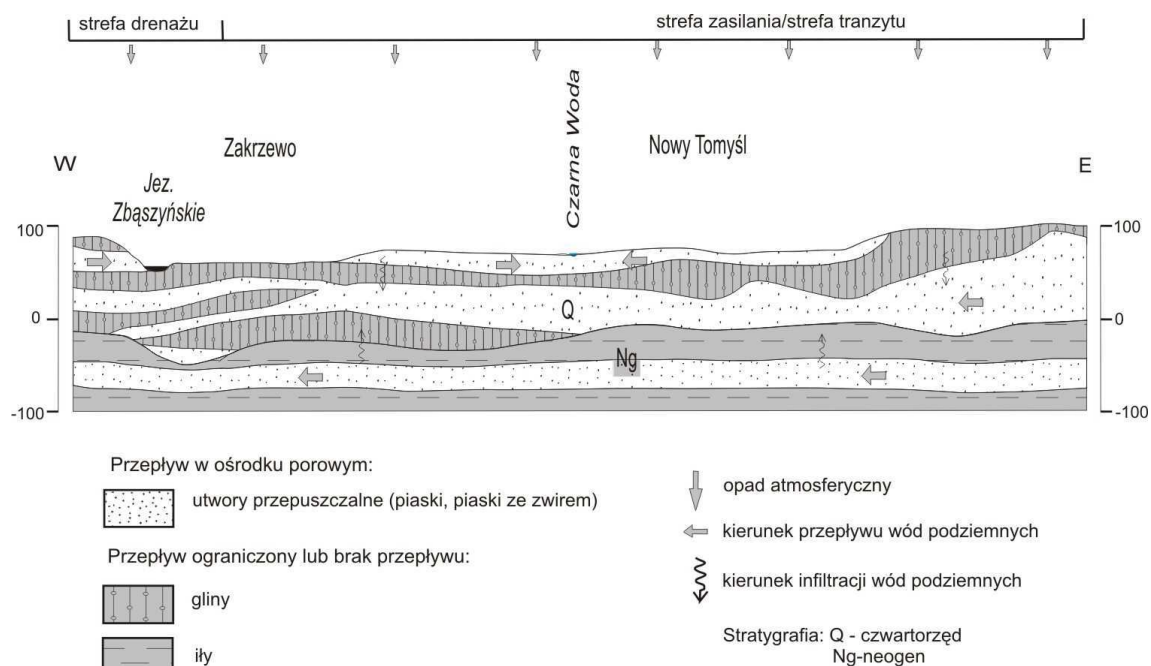 strefa drenażu
strefa zasilania/strefa tranzytu
Czarna Woda
Zakrzewo
Nowy Tomyśl
W
E
Jez.
Zbąszyńskie
100
100
0
Q
0
Ng
-100
-100
Przepływ w ośrodku porowym:
utwory przepuszczalne (piaski, piaski ze zwirem)
Przepływ ograniczony lub brak przepływu:
gliny
iły
opad atmosferyczny
kierunek przepływu wód podziemnych
kierunek infiltracji wód podziemnych
Stratygrafia: Q - czwartorzęd
Ng-neogen